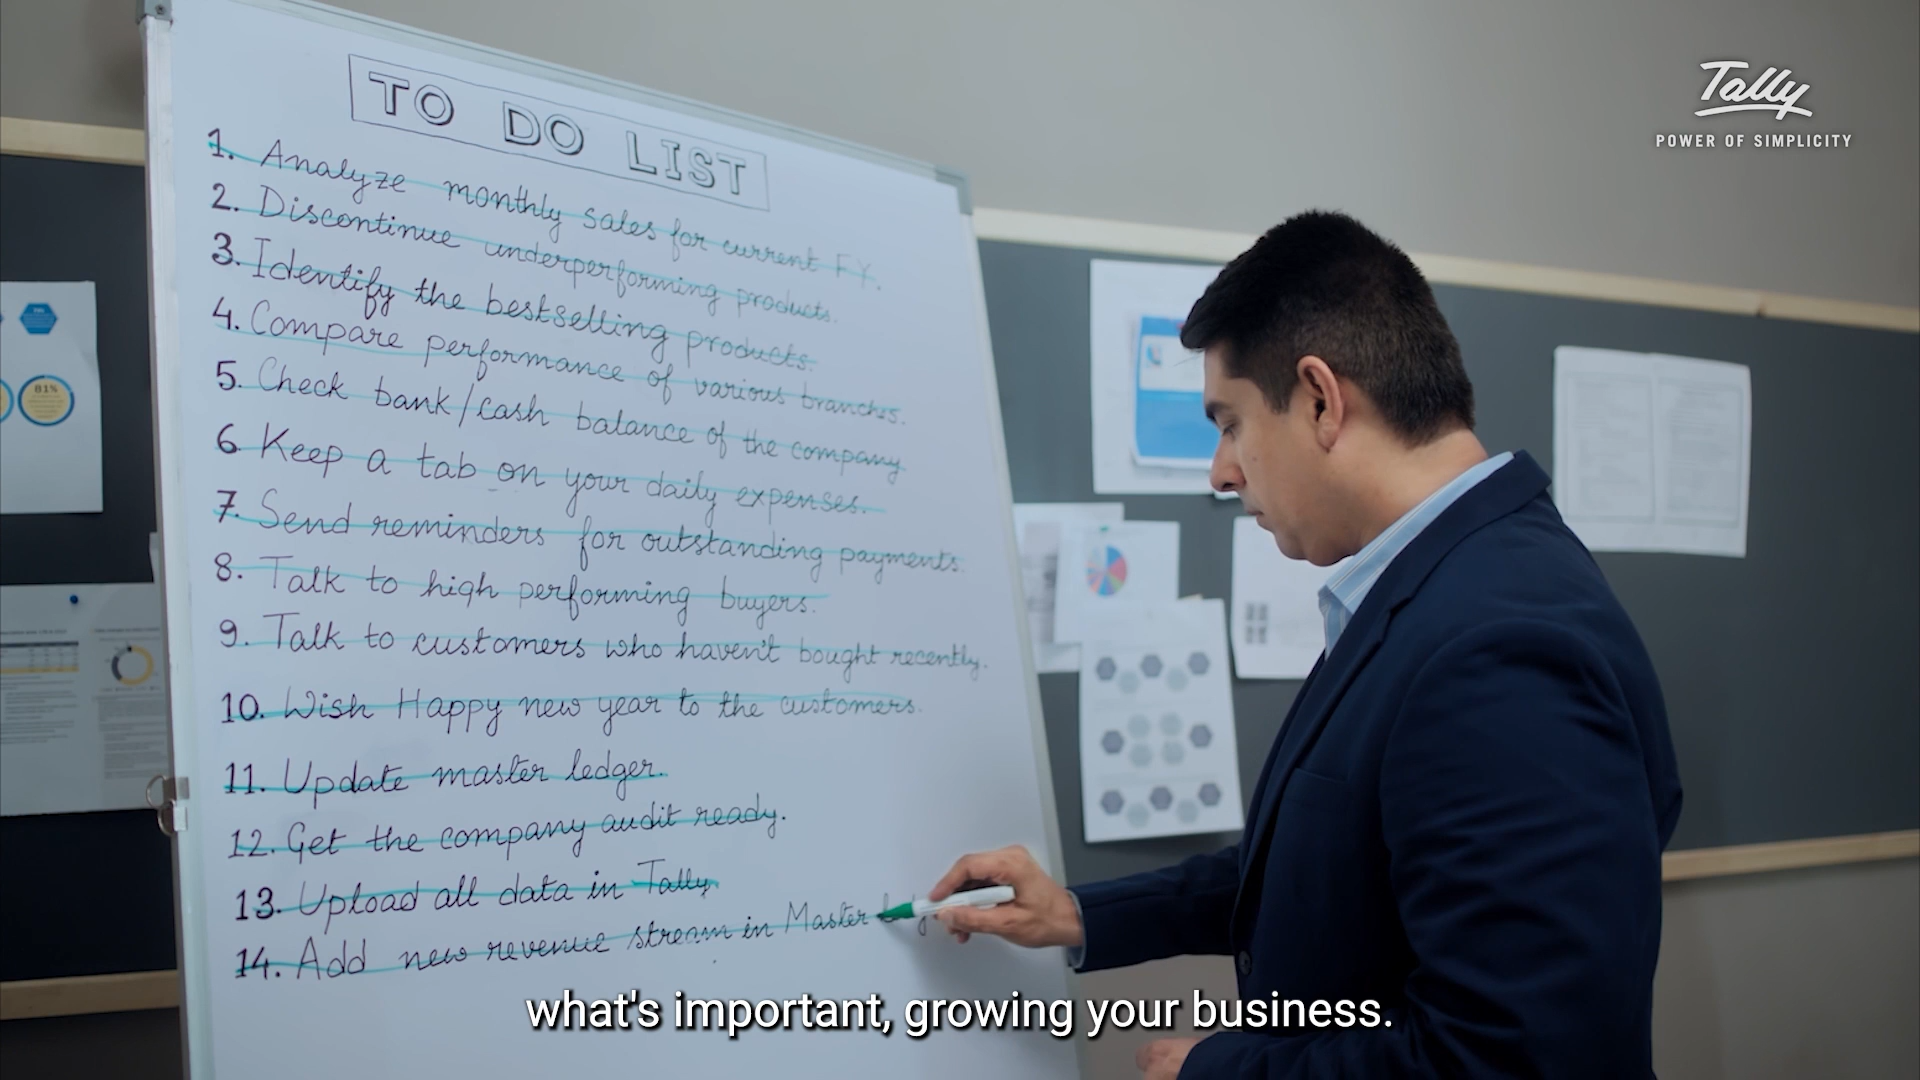 TO DO LIST
1. Analyze monthly sales for current FY.
2. Discontinue underperforming products.
3. Identify the bestselling products.
4. Compare performance of various branches.
5. Check bank/cash balance of the company
6. Keep a tab on your daily expenses.
7. Send reminders for outstanding payments.
8. Talk to high performing buyers.
9. Talk to customers who haven't bought recently.
10. Wish Happy new year to the customers.
11. Update master ledger.
12. Get the company audit ready.
13. Upload all data in Tally.
14. Add new revenue stream in Master
Tally
POWER OF SIMPLICITY
81%
what's important, growing your business.